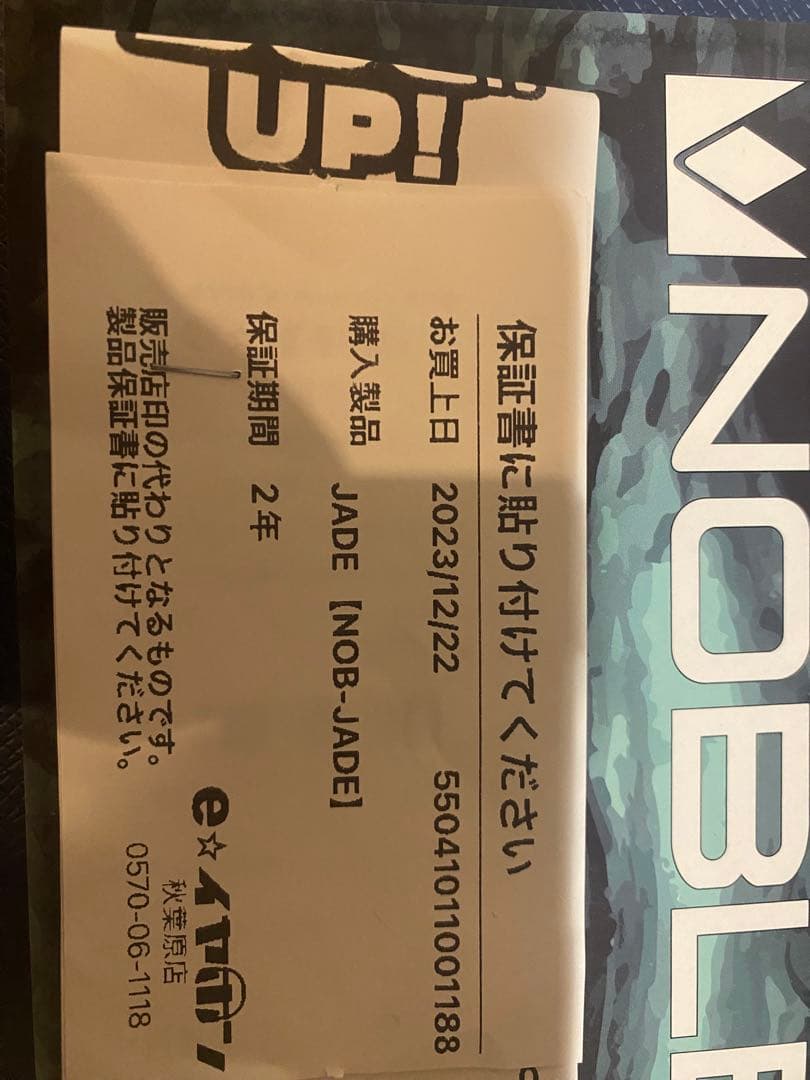 NOBLE
UP!
保証書に貼り付けてください
お買上日 2023/12/22 550410110011​88
購入製品 JADE 【NOB-JADE】
保証期間 2年
販売店印の代わりとなるものです。
製品保証書に貼り付けてください。
e☆イヤホン
秋葉原店
0570-06-1118